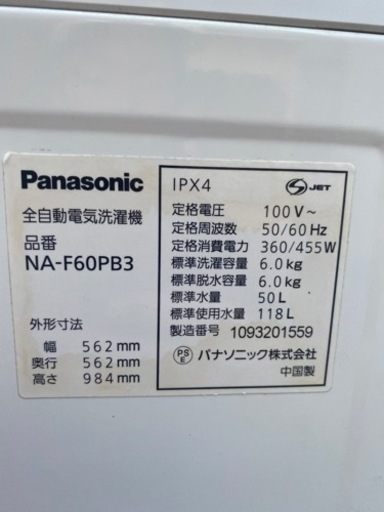 Panasonic
全自動電気洗濯機
品番
NA-F60PB3
外形寸法
幅 562mm
奥行 562mm
高さ 984mm
IPX4
S JET
定格電圧 100V～
定格周波数 50/60Hz
定格消費電力 360/455W
標準洗濯容量 6.0kg
標準脱水容量 6.0kg
標準水量 50L
標準使用水量 118L
製造番号 1093201559
PS E パナソニック株式会社
中国製